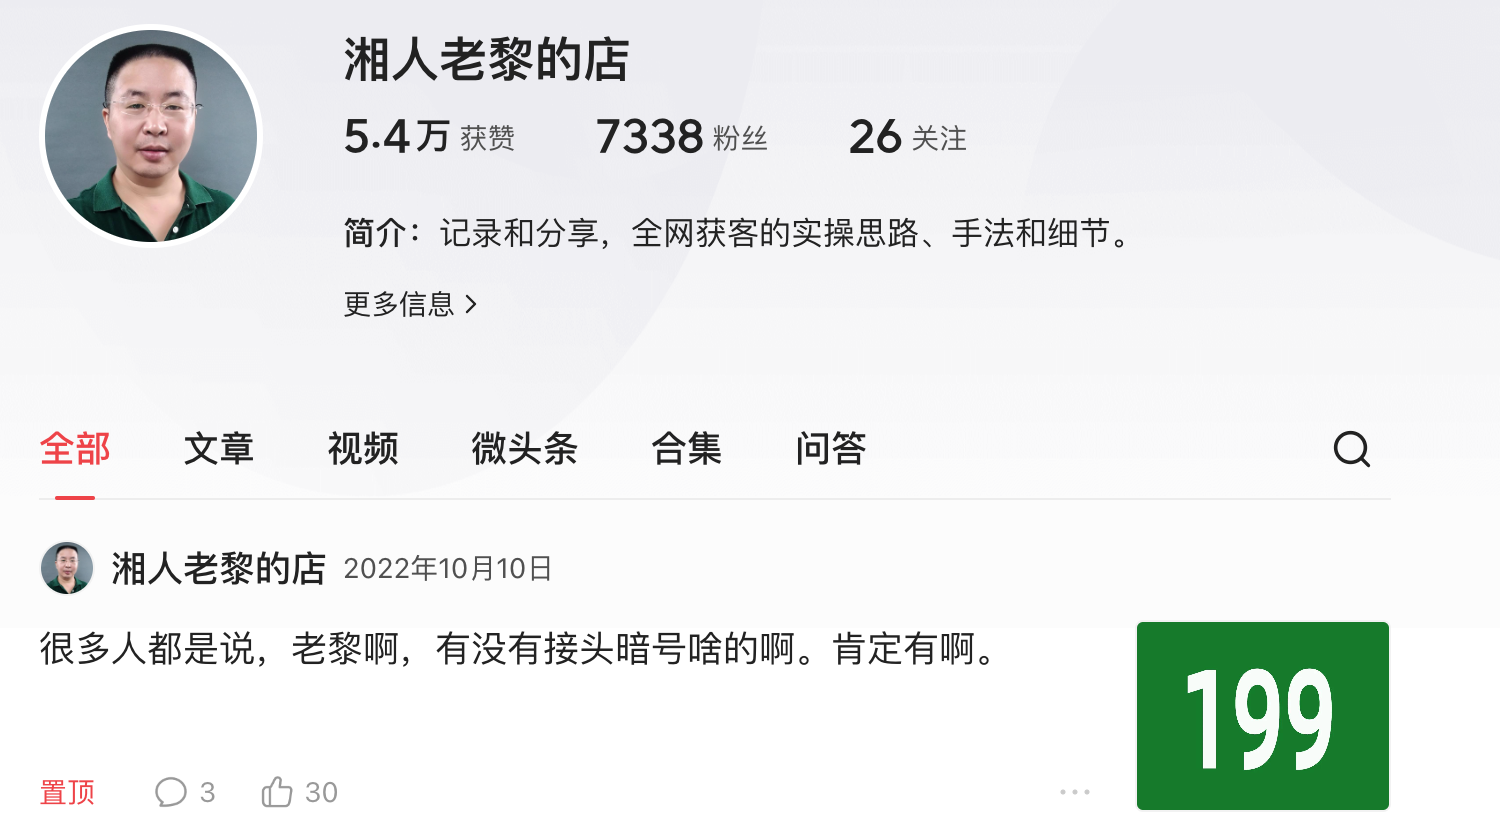 湘人老黎的店
5.4万 获赞 7338 粉丝 26 关注
简介：记录和分享，全网获客的实操思路、手法和细节。
更多信息
全部 文章 视频 微头条 合集 问答
湘人老黎的店 2022年10月10日
很多人都是说，老黎啊，有没有接头暗号啥的啊。肯定有啊。
199
置顶 3 30